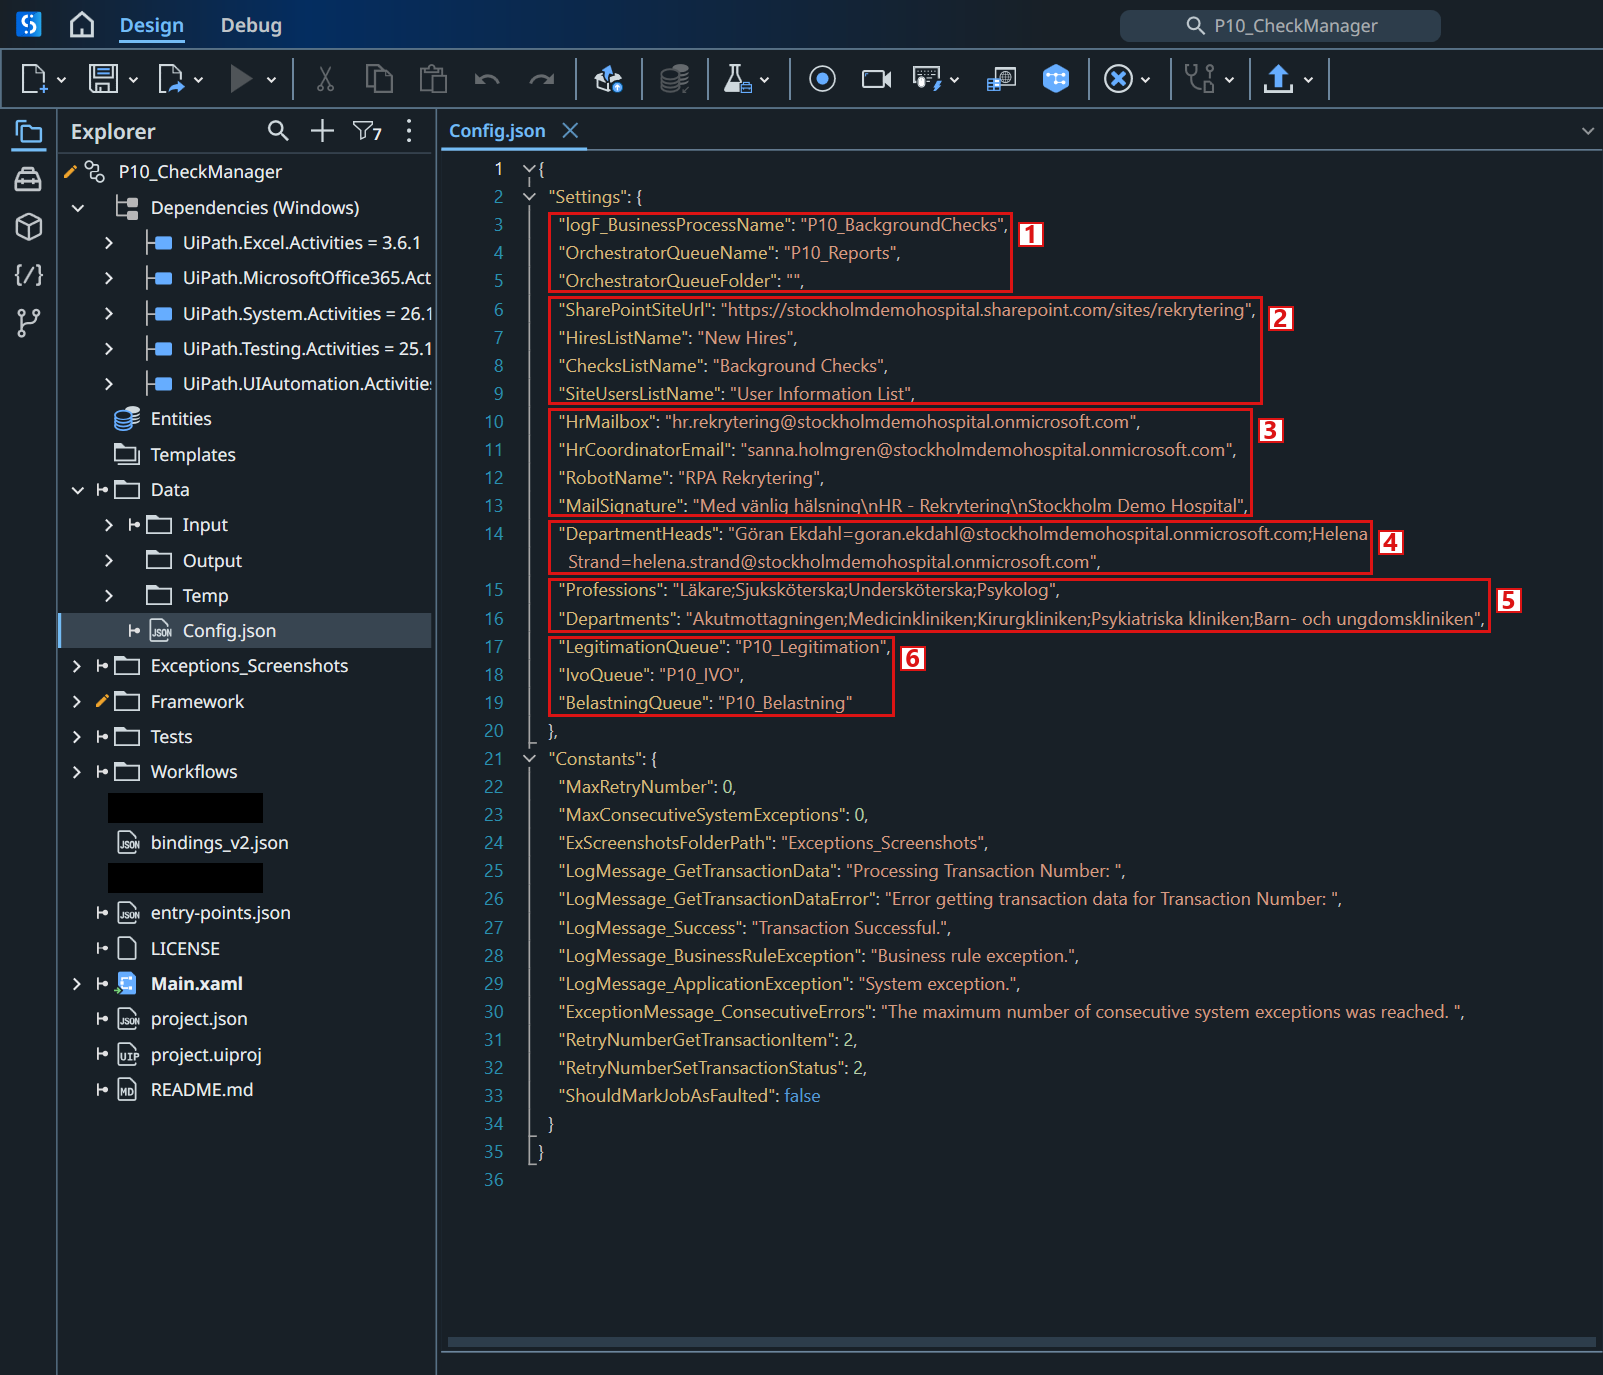 Design
Debug
P10_CheckManager
7
Explorer
Config.json
P10_CheckManager
Dependencies (Windows)
UiPath.Excel.Activities = 3.6.1
UiPath.MicrosoftOffice365.Act
UiPath.System.Activities = 26.1
UiPath.Testing.Activities = 25.1
UiPath.UIAutomation.Activities
Entities
Templates
Data
Input
Output
Temp
JSON Config.json
Exceptions_Screenshots
Framework
Tests
Workflows
JSON bindings_v2.json
JSON entry-points.json
LICENSE
Main.xaml
JSON project.json
UIP project.uiproj
MD README.md
1 {
2 "Settings": {
3 "logF_BusinessProcessName": "P10_BackgroundChecks",
1
4 "OrchestratorQueueName": "P10_Reports",
5 "OrchestratorQueueFolder": "",
6 "SharePointSiteUrl": "https://stockholmdemohospital.sharepoint.com/sites/rekrytering",
2
7 "HiresListName": "New Hires",
8 "ChecksListName": "Background Checks",
9 "SiteUsersListName": "User Information List",
10 "HrMailbox": "hr.rekrytering@stockholmdemohospital.onmicrosoft.com",
3
11 "HrCoordinatorEmail": "sanna.holmgren@stockholmdemohospital.onmicrosoft.com",
12 "RobotName": "RPA Rekrytering",
13 "MailSignature": "Med vänlig hälsning\nHR - Rekrytering\nStockholm Demo Hospital",
14 "DepartmentHeads": "Göran Ekdahl=goran.ekdahl@stockholmdemohospital.onmicrosoft.com;Helena
4
Strand=helena.strand@stockholmdemohospital.onmicrosoft.com",
15 "Professions": "Läkare;Sjuksköterska;Undersköterska;Psykolog",
5
16 "Departments": "Akutmottagningen;Medicinkliniken;Kirurgkliniken;Psykiatriska kliniken;Barn- och ungdomskliniken",
17 "LegitimationQueue": "P10_Legitimation",
6
18 "IvoQueue": "P10_IVO",
19 "BelastningQueue": "P10_Belastning"
20 },
21 "Constants": {
22 "MaxRetryNumber": 0,
23 "MaxConsecutiveSystemExceptions": 0,
24 "ExScreenshotsFolderPath": "Exceptions_Screenshots",
25 "LogMessage_GetTransactionData": "Processing Transaction Number: ",
26 "LogMessage_GetTransactionDataError": "Error getting transaction data for Transaction Number: ",
27 "LogMessage_Success": "Transaction Successful.",
28 "LogMessage_BusinessRuleException": "Business rule exception.",
29 "LogMessage_ApplicationException": "System exception.",
30 "ExceptionMessage_ConsecutiveErrors": "The maximum number of consecutive system exceptions was reached. ",
31 "RetryNumberGetTransactionItem": 2,
32 "RetryNumberSetTransactionStatus": 2,
33 "ShouldMarkJobAsFaulted": false
34 }
35 }
36